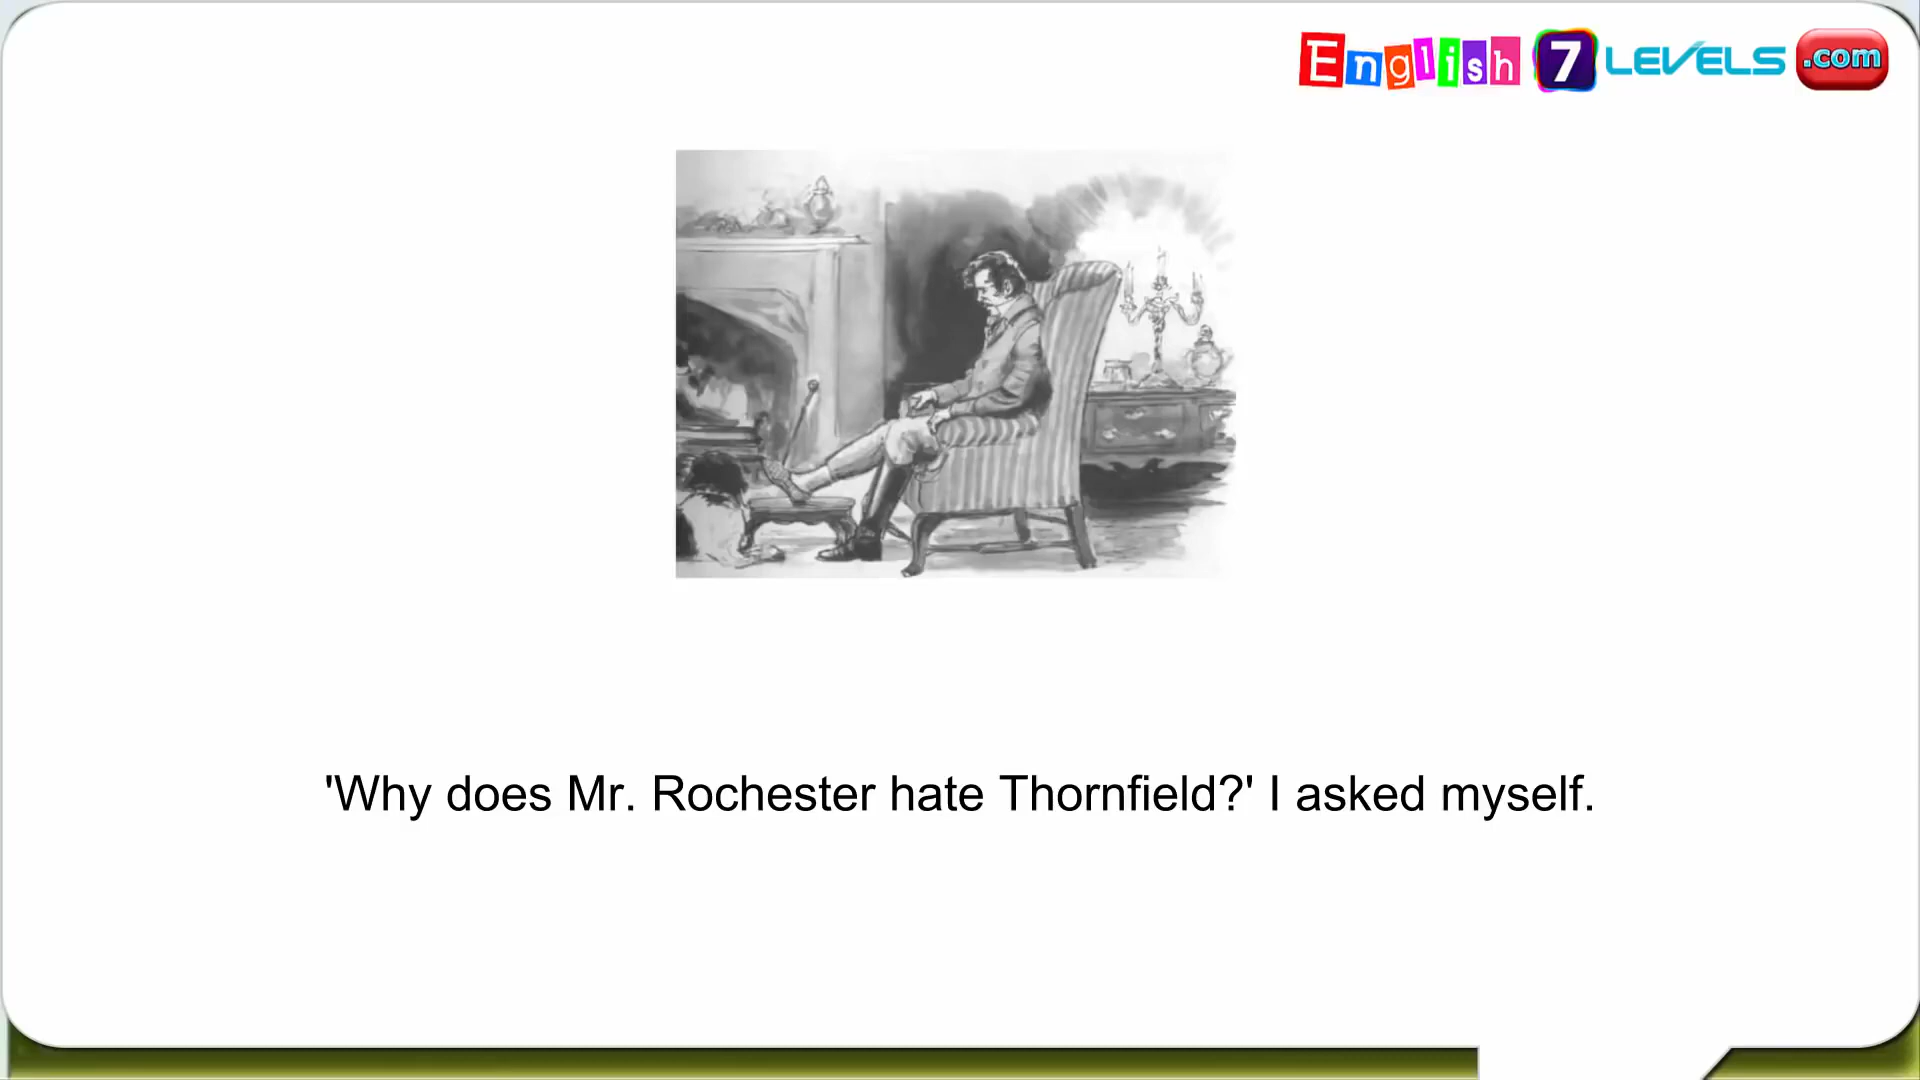 English 7 LEVELS .com
'Why does Mr. Rochester hate Thornfield?' I asked myself.